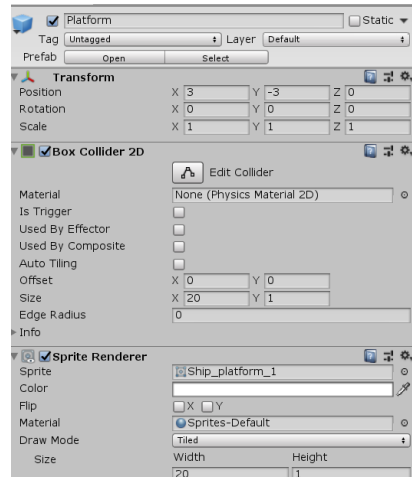 Platform Static
Tag Untagged Layer Default
Prefab Open Select
Transform
Position X 3 Y -3 Z 0
Rotation X 0 Y 0 Z 0
Scale X 1 Y 1 Z 1
Box Collider 2D
Edit Collider
Material None (Physics Material 2D)
Is Trigger
Used By Effector
Used By Composite
Auto Tiling
Offset X 0 Y 0
Size X 20 Y 1
Edge Radius 0
Info
Sprite Renderer
Sprite Ship_platform_1
Color
Flip X Y
Material Sprites-Default
Draw Mode Tiled
Size Width Height
20 1